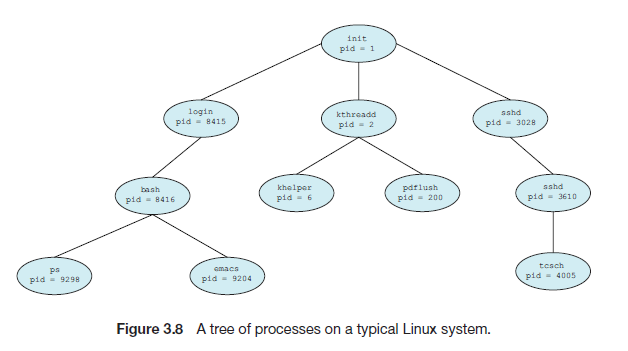 init
pid = 1
login
pid = 8415
kthreadd
pid = 2
sshd
pid = 3028
bash
pid = 8416
khelper
pid = 6
pdflush
pid = 200
sshd
pid = 3610
ps
pid = 9298
emacs
pid = 9204
tcsch
pid = 4005
Figure 3.8 A tree of processes on a typical Linux system.